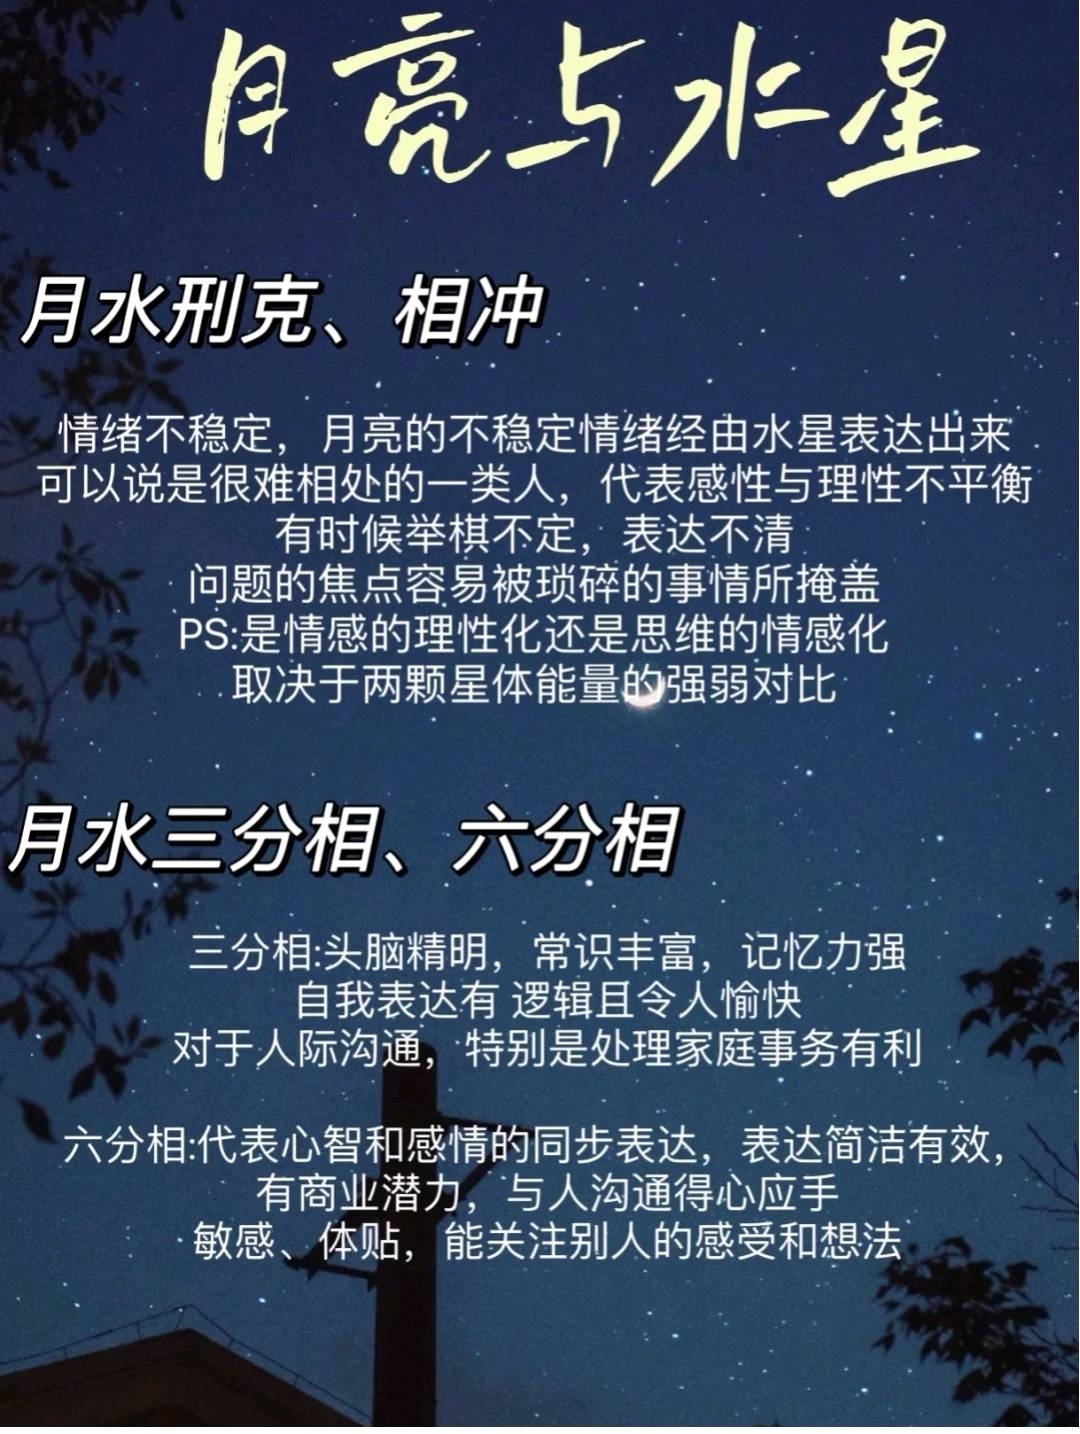 月亮与水星
月水刑克、相冲
情绪不稳定，月亮的不稳定情绪经由水星表达出来
可以说是很难相处的一类人，代表感性与理性不平衡
有时候举棋不定，表达不清
问题的焦点容易被琐碎的事情所掩盖
PS:是情感的理性化还是思维的情感化
取决于两颗星体能量的强弱对比
月水三分相、六分相
三分相:头脑精明，常识丰富，记忆力强
自我表达有 逻辑且令人愉快
对于人际沟通，特别是处理家庭事务有利
六分相:代表心智和感情的同步表达，表达简洁有效，
有商业潜力，与人沟通得心应手
敏感、体贴，能关注别人的感受和想法